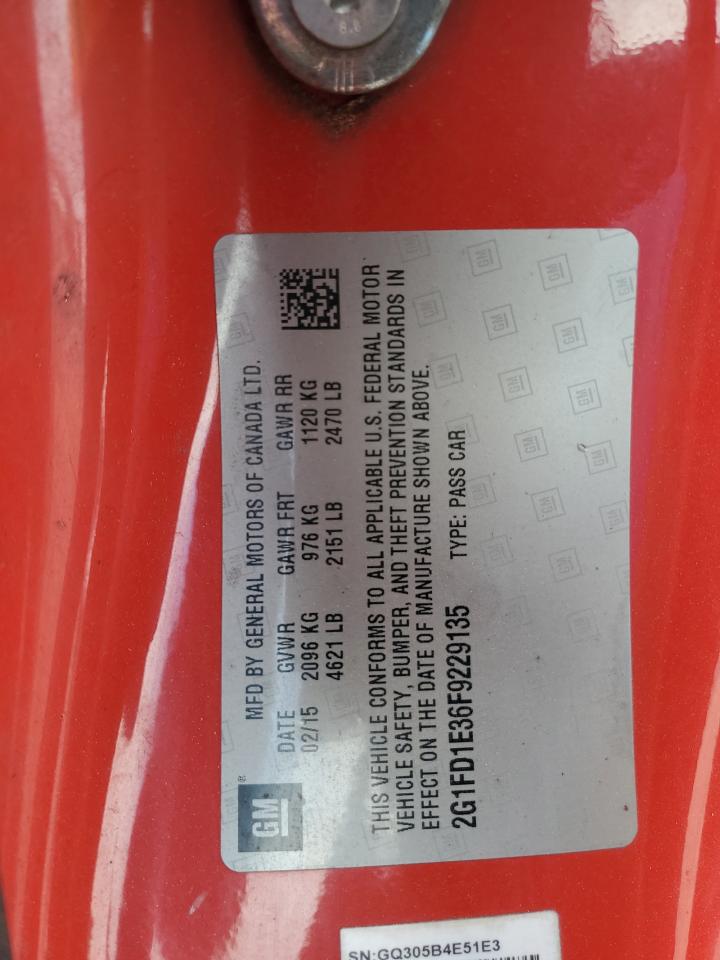 MFD BY GENERAL MOTORS OF CANADA LTD.
DATE GVWR GAWR FRT GAWR RR
02/15 2096 KG 976 KG 1120 KG
4621 LB 2151 LB 2470 LB
THIS VEHICLE CONFORMS TO ALL APPLICABLE U.S. FEDERAL MOTOR
VEHICLE SAFETY, BUMPER, AND THEFT PREVENTION STANDARDS IN
EFFECT ON THE DATE OF MANUFACTURE SHOWN ABOVE.
2G1FD1E36F9229135 TYPE: PASS CAR
GM®
SN:GQ305B4E51E3
8.8